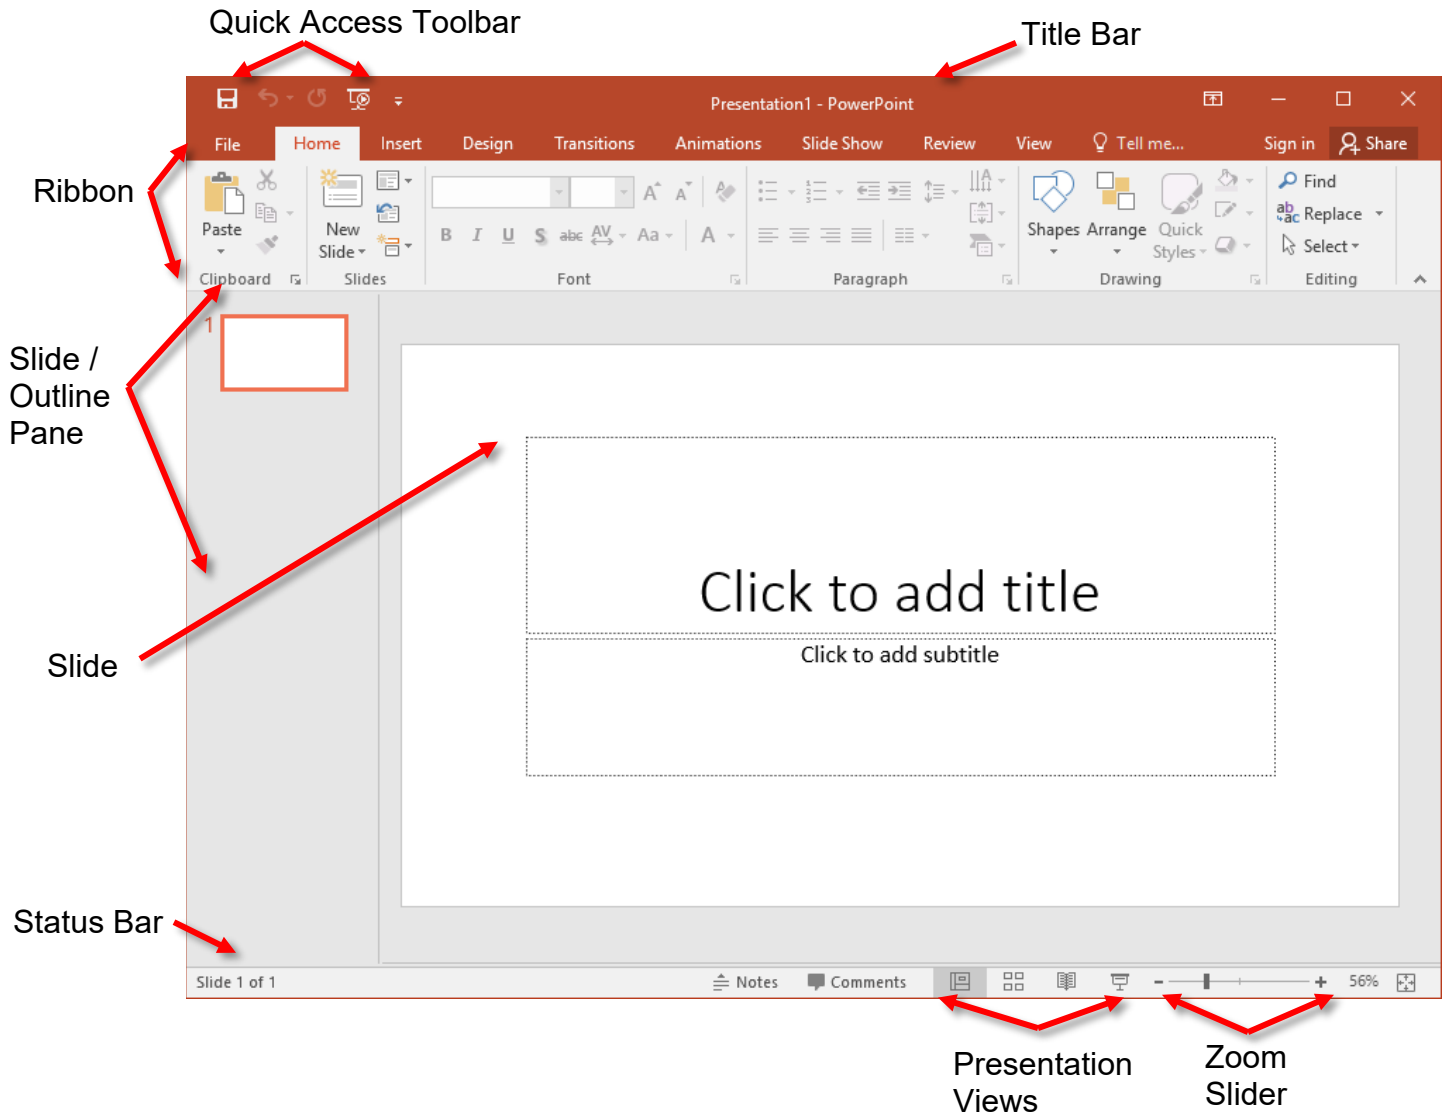 Quick Access Toolbar
Title Bar
Presentation1 - PowerPoint
File Home Insert Design Transitions Animations Slide Show Review View Tell me... Sign in Share
Ribbon
Paste
New
Slide
A A
B I U S abc AV Aa A
Shapes Arrange Quick
Styles
Find
Replace
Select
Clipboard Slides Font Paragraph Drawing Editing
1
Slide /
Outline
Pane
Click to add title
Click to add subtitle
Slide
Status Bar
Slide 1 of 1 Notes Comments 56%
Presentation
Views
Zoom
Slider